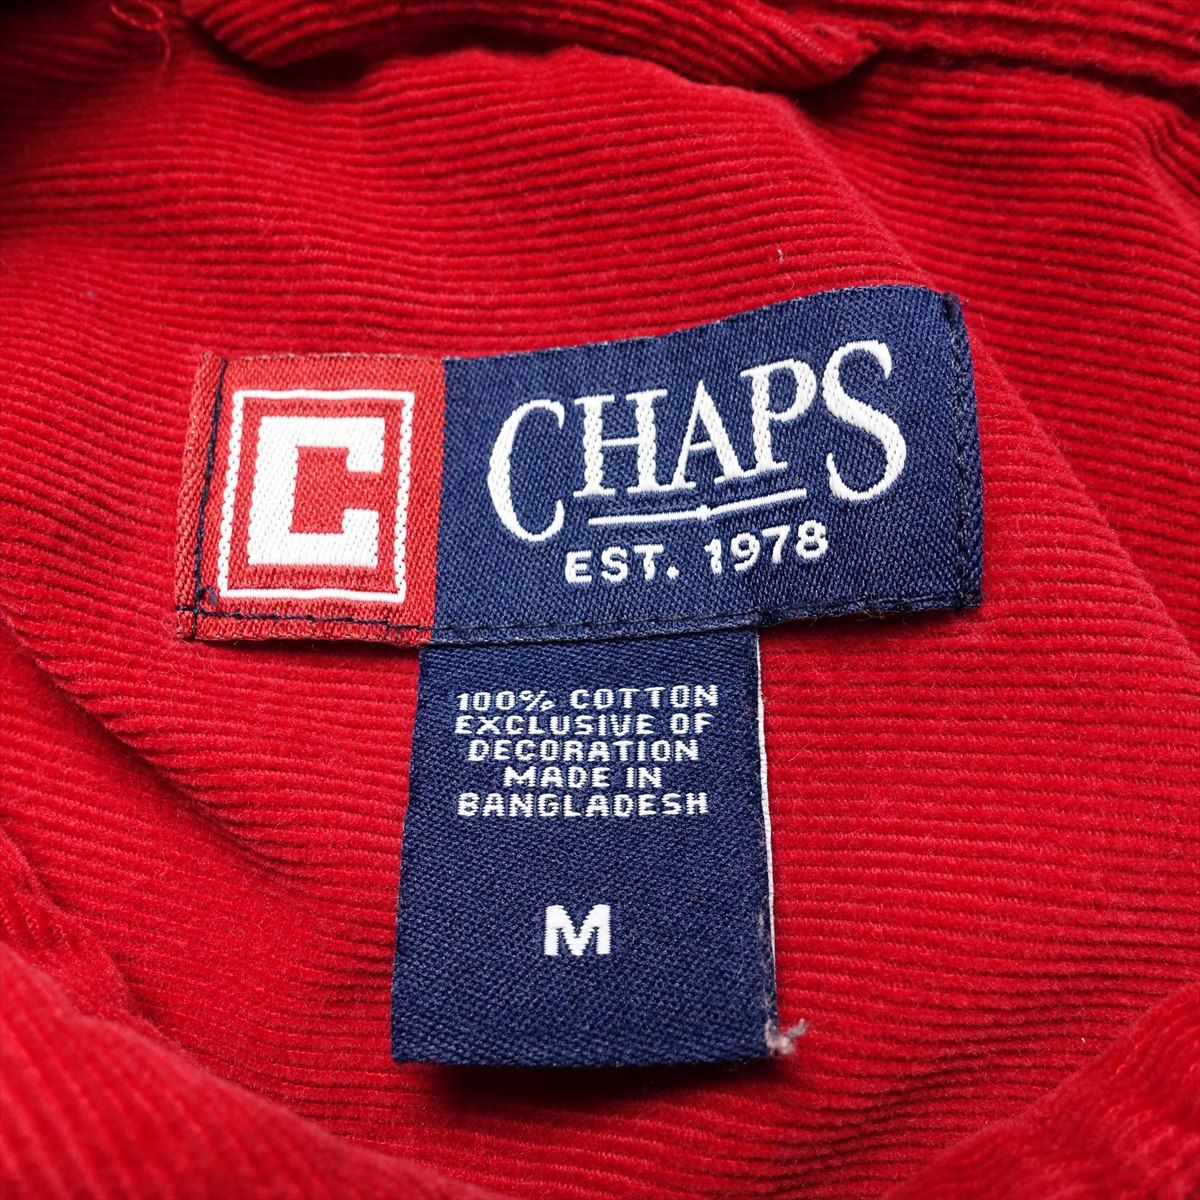 C
CHAPS
EST. 1978
100% COTTON
EXCLUSIVE OF
DECORATION
MADE IN
BANGLADESH
M